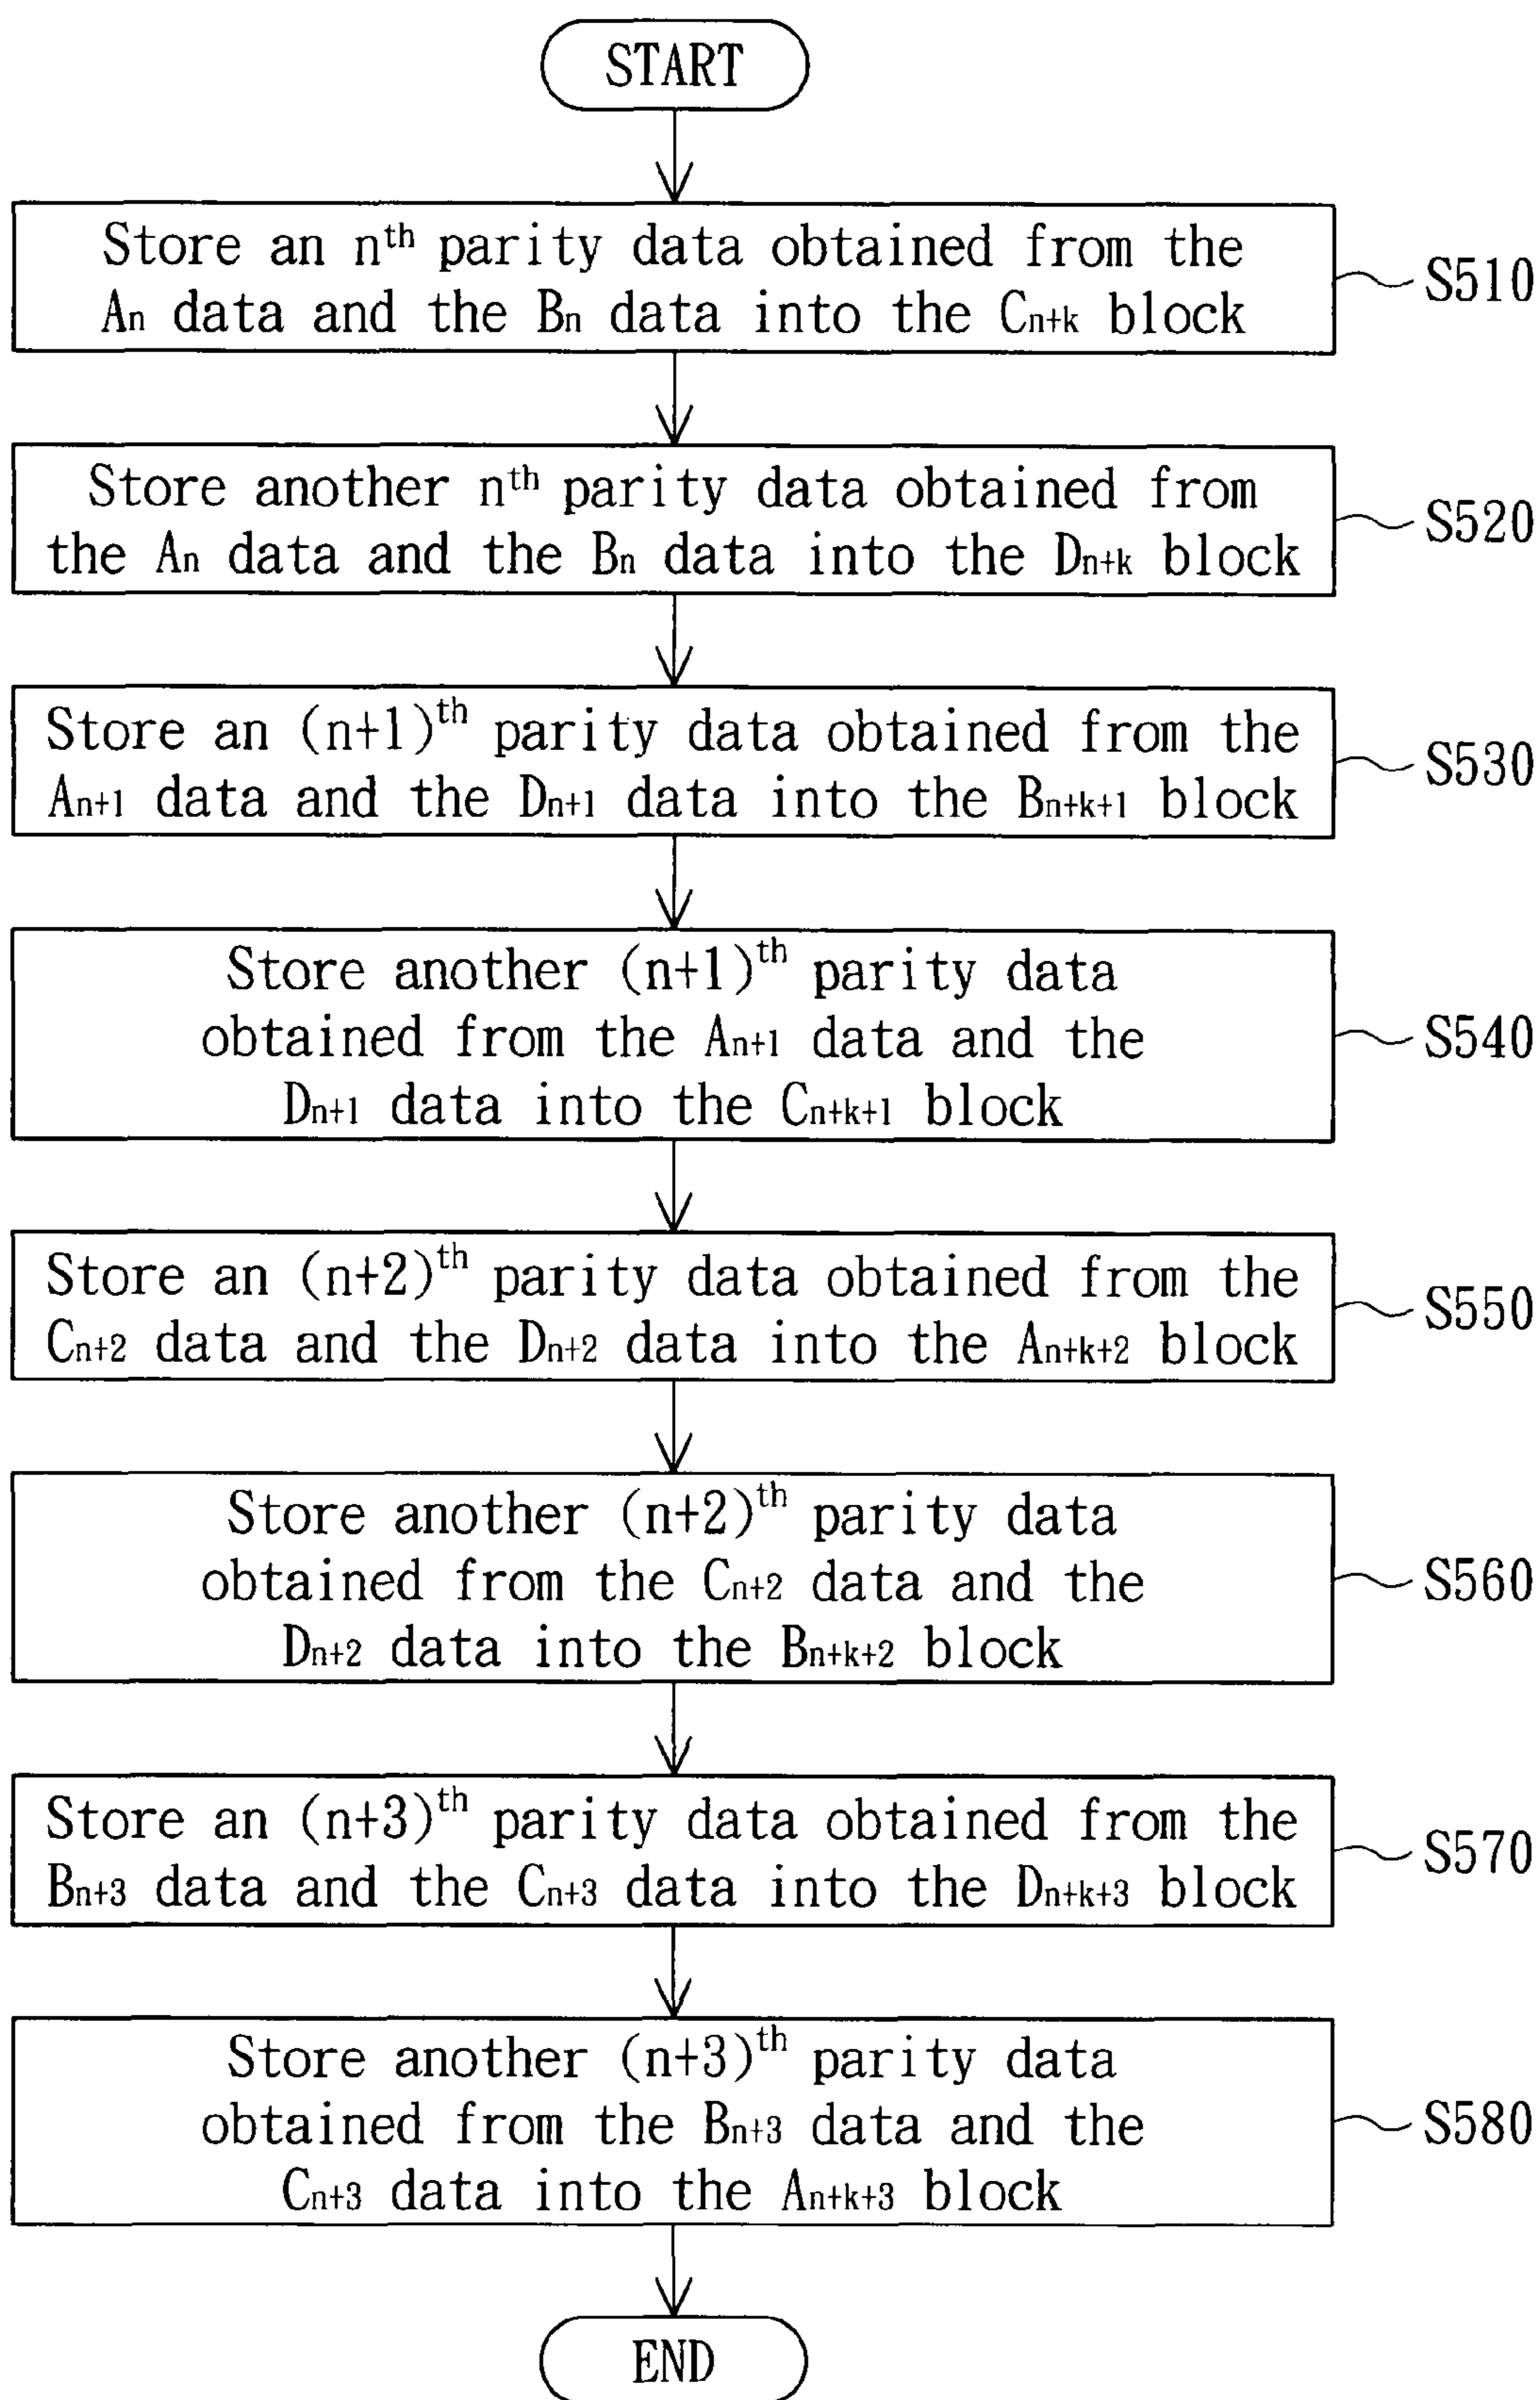 START
Store an nᵗʰ parity data obtained from the
Aₙ data and the Bₙ data into the Cₙ₊ₖ block
S510
Store another nᵗʰ parity data obtained from
the Aₙ data and the Bₙ data into the Dₙ₊ₖ block
S520
Store an (n+1)ᵗʰ parity data obtained from the
Aₙ₊₁ data and the Dₙ₊₁ data into the Bₙ₊ₖ₊₁ block
S530
Store another (n+1)ᵗʰ parity data
obtained from the Aₙ₊₁ data and the
Dₙ₊₁ data into the Cₙ₊ₖ₊₁ block
S540
Store an (n+2)ᵗʰ parity data obtained from the
Cₙ₊₂ data and the Dₙ₊₂ data into the Aₙ₊ₖ₊₂ block
S550
Store another (n+2)ᵗʰ parity data
obtained from the Cₙ₊₂ data and the
Dₙ₊₂ data into the Bₙ₊ₖ₊₂ block
S560
Store an (n+3)ᵗʰ parity data obtained from the
Bₙ₊₃ data and the Cₙ₊₃ data into the Dₙ₊ₖ₊₃ block
S570
Store another (n+3)ᵗʰ parity data
obtained from the Bₙ₊₃ data and the
Cₙ₊₃ data into the Aₙ₊ₖ₊₃ block
S580
END